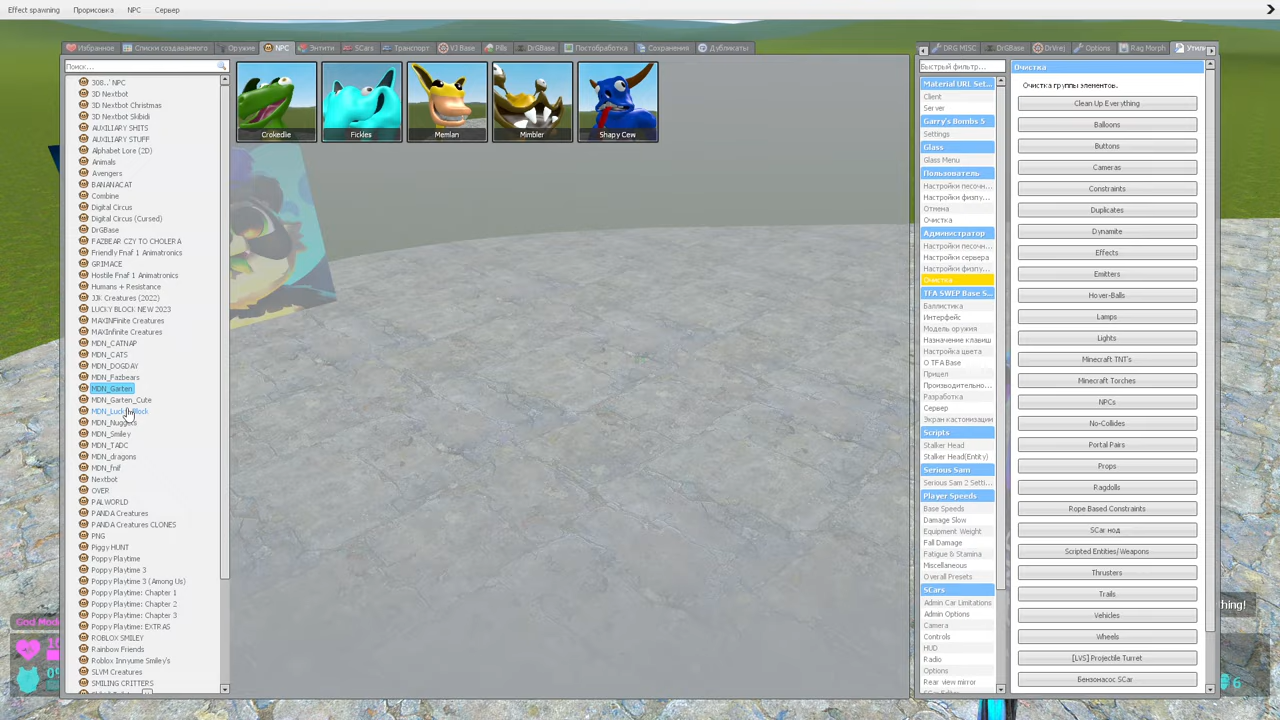 Effect spawning Прорисовка NPC Сервер
Избранное Списки создаваемого Оружие NPC Энтити SCars Транспорт VJ Base Pills DrGBase Постобработка Сохранения Дубликаты
Поиск...
308..' NPC
3D Nextbot
3D Nextbot Christmas
3D Nextbot Skibidi
AUXILIARY SHITS
AUXILIARY STUFF
Alphabet Lore (2D)
Animals
Avengers
BANANACAT
Combine
Digital Circus
Digital Circus (Cursed)
DrGBase
FAZBEAR CZY TO CHOLERA
Friendly Fnaf 1 Animatronics
GRIMACE
Hostile Fnaf 1 Animatronics
Humans + Resistance
JJK Creatures (2022)
LUCKY BLOCK NEW 2023
MAXINFinite Creatures
MAXInfinite Creatures
MDN_CATNAP
MDN_CATS
MDN_DOGDAY
MDN_Fazbears
MDN_Garten
MDN_Garten_Cute
MDN_LuckyBlock
MDN_Nuggets
MDN_Smiley
MDN_TADC
MDN_dragons
MDN_fnif
Nextbot
OVER
PALWORLD
PANDA Creatures
PANDA Creatures CLONES
PNG
Piggy HUNT
Poppy Playtime
Poppy Playtime 3
Poppy Playtime 3 (Among Us)
Poppy Playtime: Chapter 1
Poppy Playtime: Chapter 2
Poppy Playtime: Chapter 3
Poppy Playtime: EXTRAS
ROBLOX SMILEY
Rainbow Friends
Roblox Innyume Smiley's
SLVM Creatures
SMILING CRITTERS
Crokedie Fickles Memlan Mimbler Shapy Cew
God Mode
DRG MISC DrGBase DrVrej Options Rag Morph Утили
Быстрый фильтр...
Material URL Set...
Client
Server
Garry's Bombs 5
Settings
Glass
Glass Menu
Пользователь
Настройки песочн...
Настройки физпу...
Отмена
Очистка
Администратор
Настройки песочн...
Настройки сервера
Настройки физпу...
Очистка
TFA SWEP Base S...
Баллистика
Интерфейс
Модель оружия
Назначение клавиш
Настройка цвета
О TFA Base
Прицел
Производительно...
Разработка
Сервер
Экран кастомизации
Scripts
Stalker Head
Stalker Head(Entity)
Serious Sam
Serious Sam 2 Setti...
Player Speeds
Base Speeds
Damage Slow
Equipment Weight
Fall Damage
Fatigue & Stamina
Miscellaneous
Overall Presets
SCars
Admin Car Limitations
Admin Options
Camera
Controls
HUD
Radio
Options
Rear view mirror
Очистка
Очистка группы элементов.
Clean Up Everything
Balloons
Buttons
Cameras
Constraints
Duplicates
Dynamite
Effects
Emitters
Hover-Balls
Lamps
Lights
Minecraft TNT's
Minecraft Torches
NPCs
No-Collides
Portal Pairs
Props
Ragdolls
Rope Based Constraints
SCar нод
Scripted Entities/Weapons
Thrusters
Trails
Vehicles
Wheels
[LVS] Projectile Turret
Бензонасос SCar
thing!
6